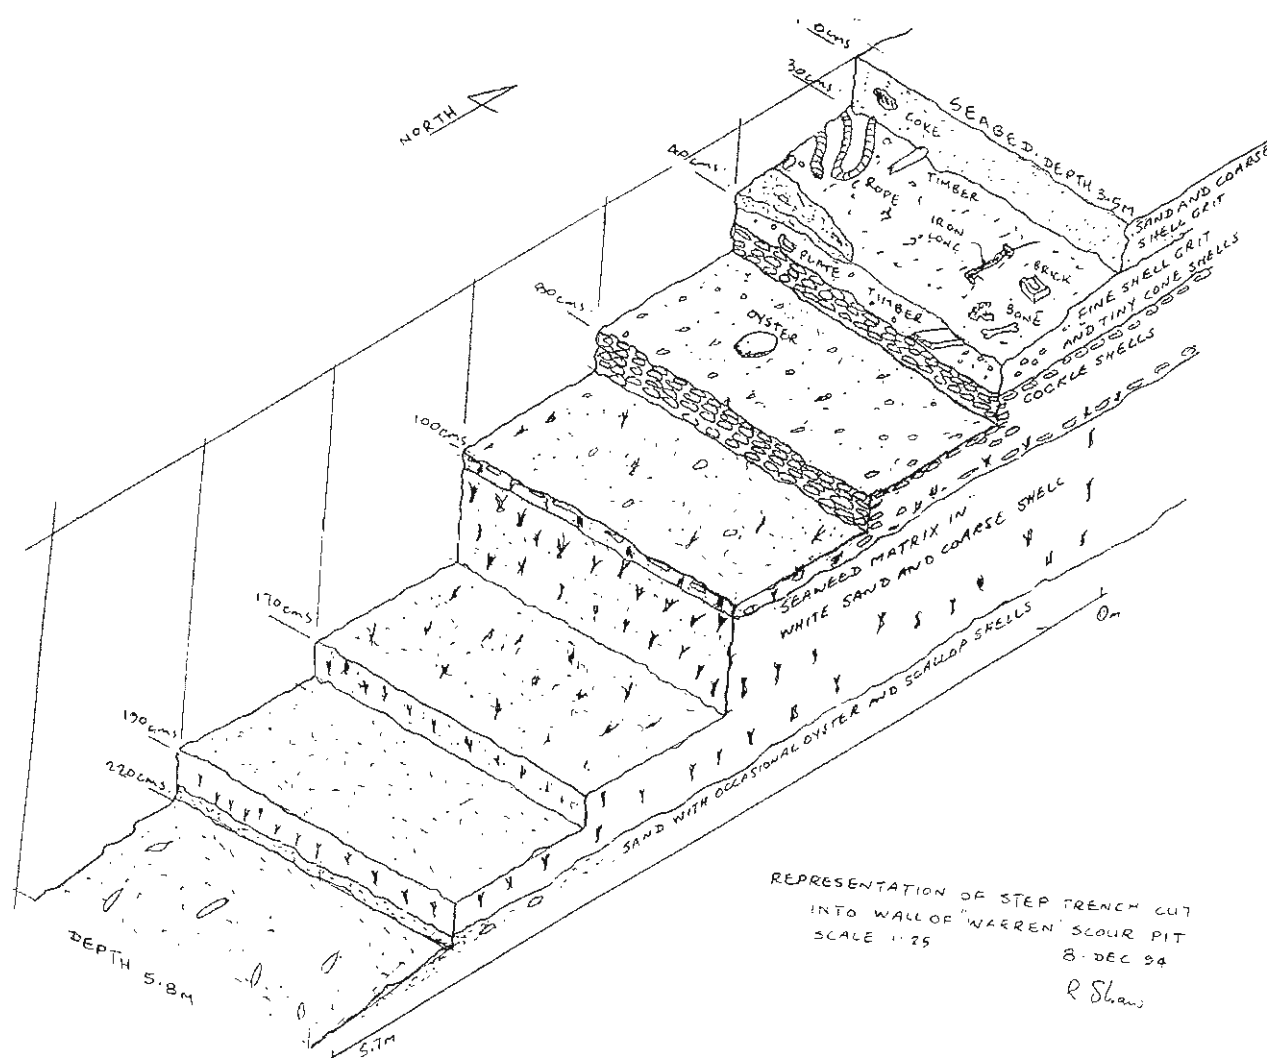 0cms
30cms
NORTH
40cms.
SEABED. DEPTH 3.5M
COKE
ROPE
TIMBER
IRON
CONC
BRICK
BONE
PLATE
TIMBER
SAND AND COARSE
SHELL GRIT
FINE SHELL GRIT
AND TINY CONE SHELLS
COCKLE SHELLS
80cms
OYSTER
100cms
SEAWEED MATRIX IN
WHITE SAND AND COARSE SHELL
170cms
0m
SAND WITH OCCASIONAL OYSTER AND SCALLOP SHELLS
190cms
220cms
DEPTH 5.8M
5.7M
REPRESENTATION OF STEP TRENCH CUT
INTO WALL OF "WAEREN" SCOUR PIT
SCALE 1:25
8. DEC 94
R Shaw